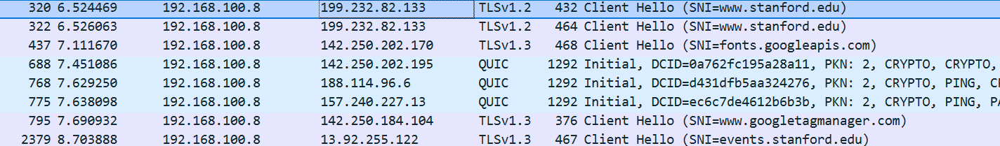 320 6.524469 192.168.100.8 199.232.82.133 TLSv1.2 432 Client Hello (SNI=www.stanford.edu)
322 6.526063 192.168.100.8 199.232.82.133 TLSv1.2 464 Client Hello (SNI=www.stanford.edu)
437 7.111670 192.168.100.8 142.250.202.170 TLSv1.3 468 Client Hello (SNI=fonts.googleapis.com)
688 7.451086 192.168.100.8 142.250.202.195 QUIC 1292 Initial, DCID=0a762fc195a28a11, PKN: 2, CRYPTO, CRYPTO,
768 7.629250 192.168.100.8 188.114.96.6 QUIC 1292 Initial, DCID=d431dfb5aa324276, PKN: 2, CRYPTO, PING,
775 7.638098 192.168.100.8 157.240.227.13 QUIC 1292 Initial, DCID=ec6c7de4612b6b3b, PKN: 2, CRYPTO, PING,
795 7.690932 192.168.100.8 142.250.184.104 TLSv1.3 376 Client Hello (SNI=www.googletagmanager.com)
2379 8.703888 192.168.100.8 13.92.255.122 TLSv1.3 467 Client Hello (SNI=events.stanford.edu)